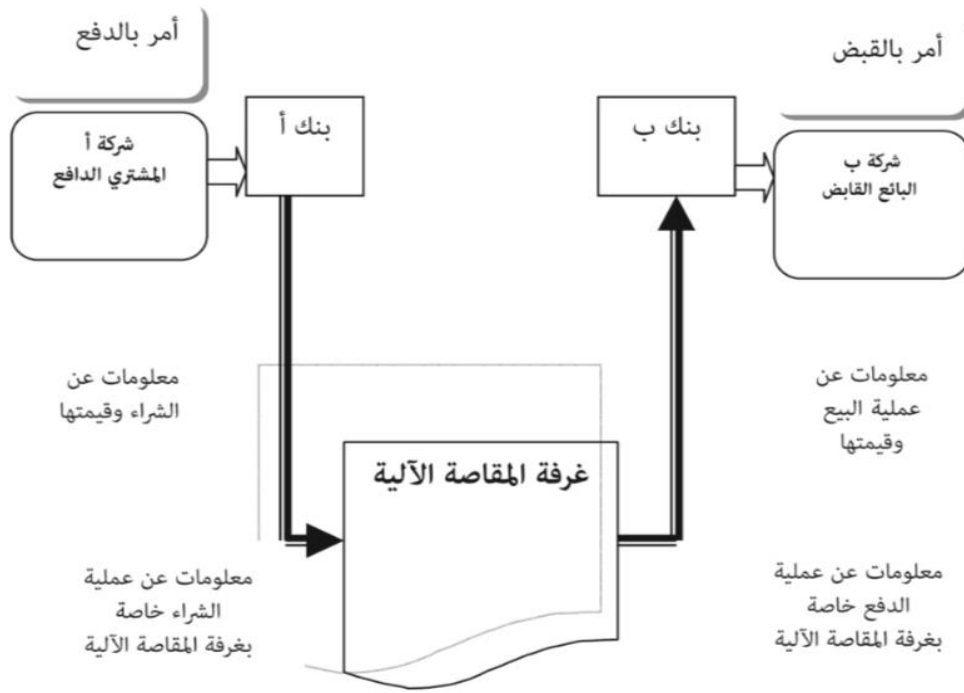 أمر بالقبض
أمر بالدفع
بنك ب
بنك أ
شركة ب
البائع القابض
شركة أ
المشتري الدافع
معلومات عن
عملية البيع
وقيمتها
معلومات عن
الشراء وقيمتها
غرفة المقاصة الآلية
معلومات عن عملية
الدفع خاصة
بغرفة المقاصة الآلية
معلومات عن عملية
الشراء خاصة
بغرفة المقاصة الآلية